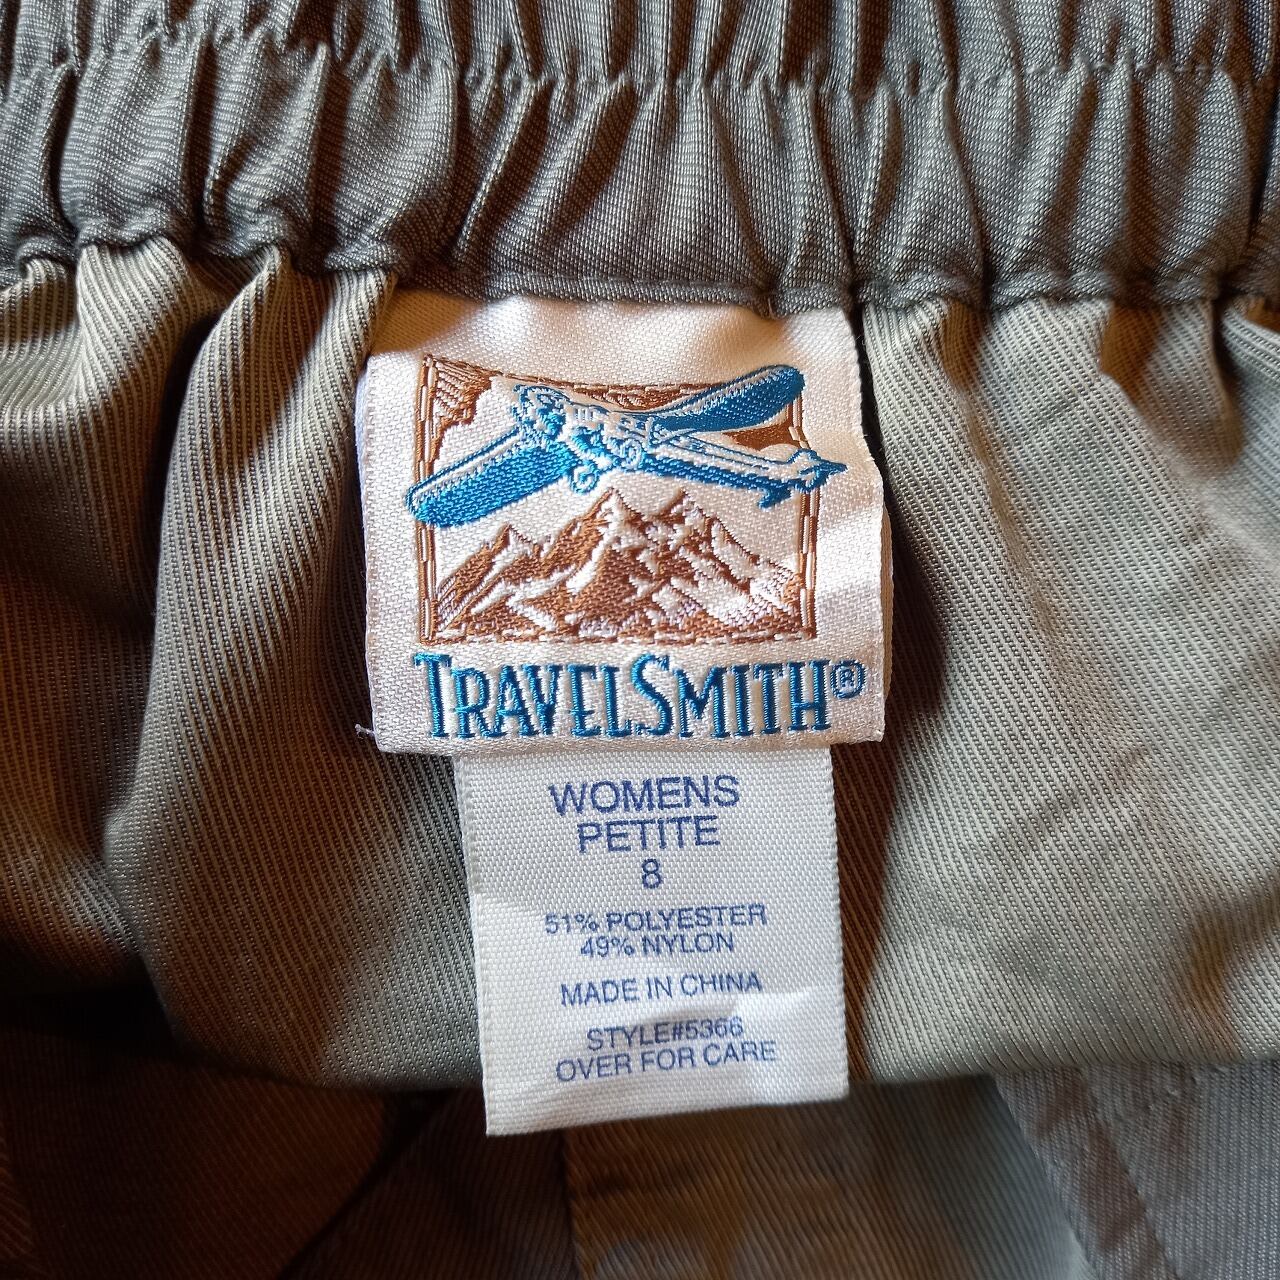 TRAVELSMITH®
WOMENS
PETITE
8
51% POLYESTER
49% NYLON
MADE IN CHINA
STYLE#5366
OVER FOR CARE